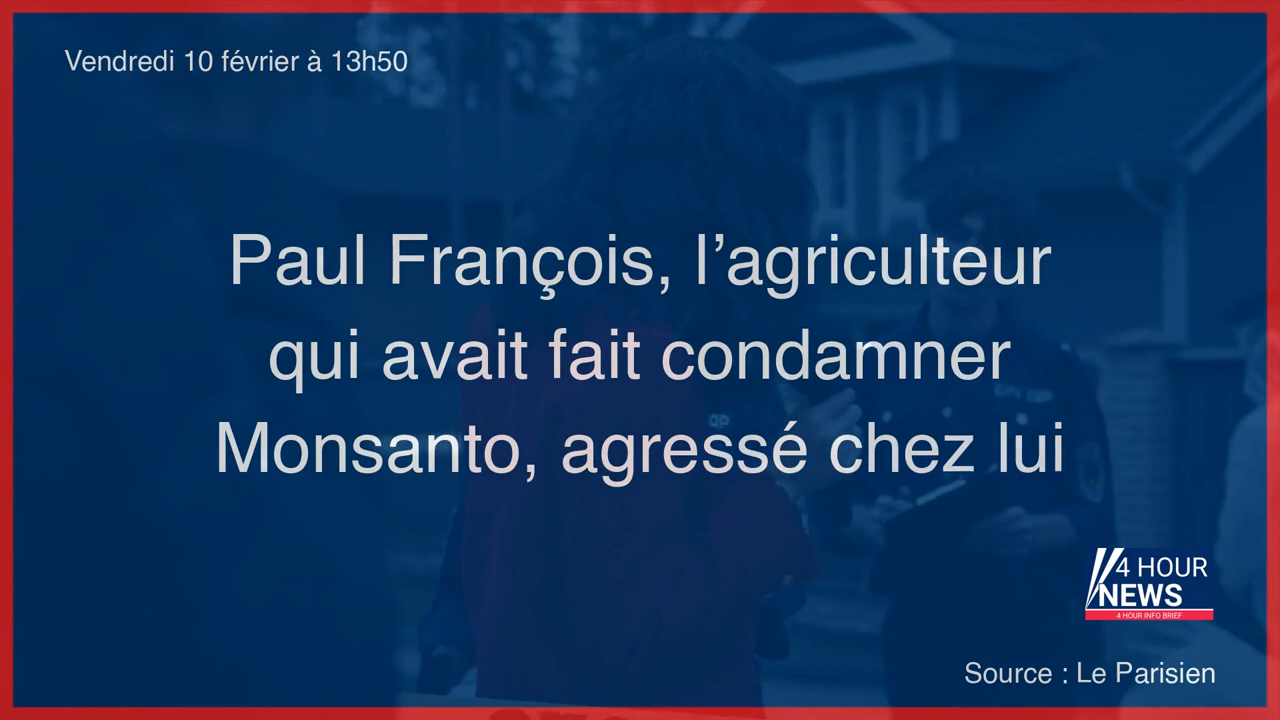 Vendredi 10 février à 13h50
Paul François, l’agriculteur
qui avait fait condamner
Monsanto, agressé chez lui
4 HOUR
NEWS
4 HOUR INFO BRIEF
Source : Le Parisien